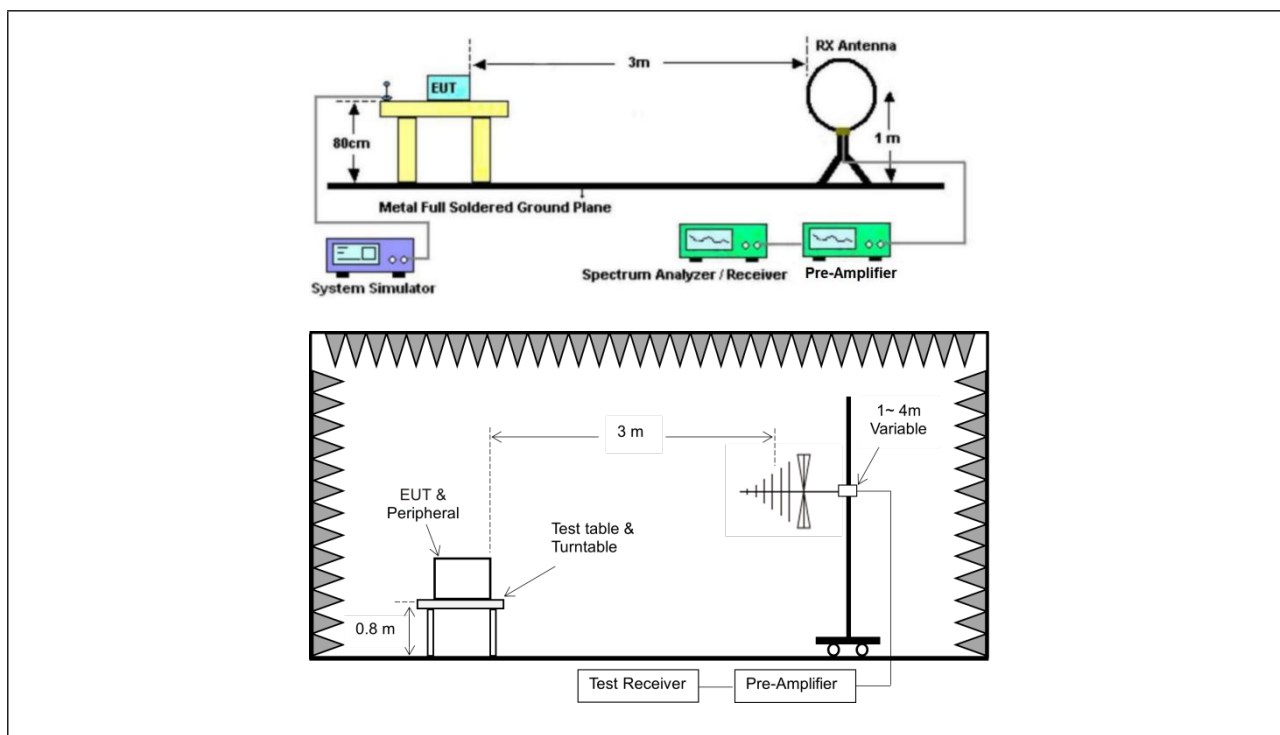 RX Antenna
3m
EUT
80cm
1 m
Metal Full Soldered Ground Plane
System Simulator
Spectrum Analyzer / Receiver
Pre-Amplifier
1~ 4m
Variable
3 m
EUT &
Peripheral
Test table &
Turntable
0.8 m
Test Receiver
Pre-Amplifier